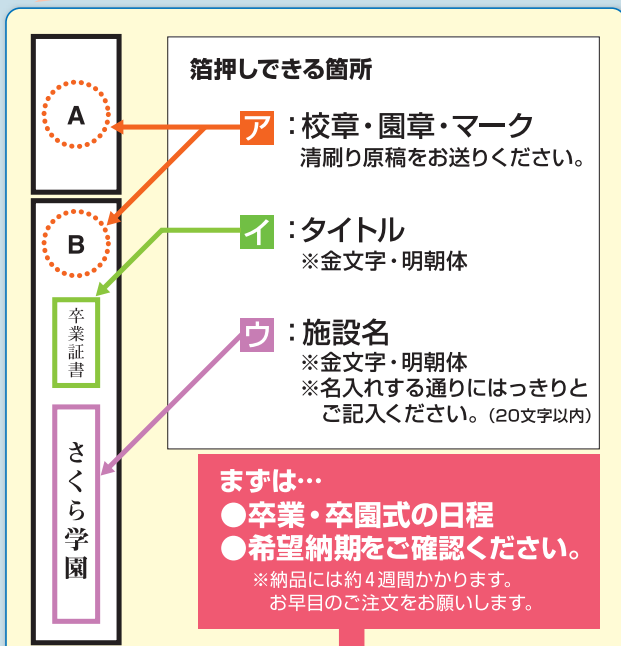 A
B
卒業証書
さくら学園
箔押しできる箇所
ア：校章・園章・マーク
清刷り原稿をお送りください。
イ：タイトル
※金文字・明朝体
ウ：施設名
※金文字・明朝体
※名入れする通りにはっきりと
ご記入ください。（20文字以内）
まずは…
●卒業・卒園式の日程
●希望納期をご確認ください。
※納品には約4週間かかります。
お早目のご注文をお願いします。